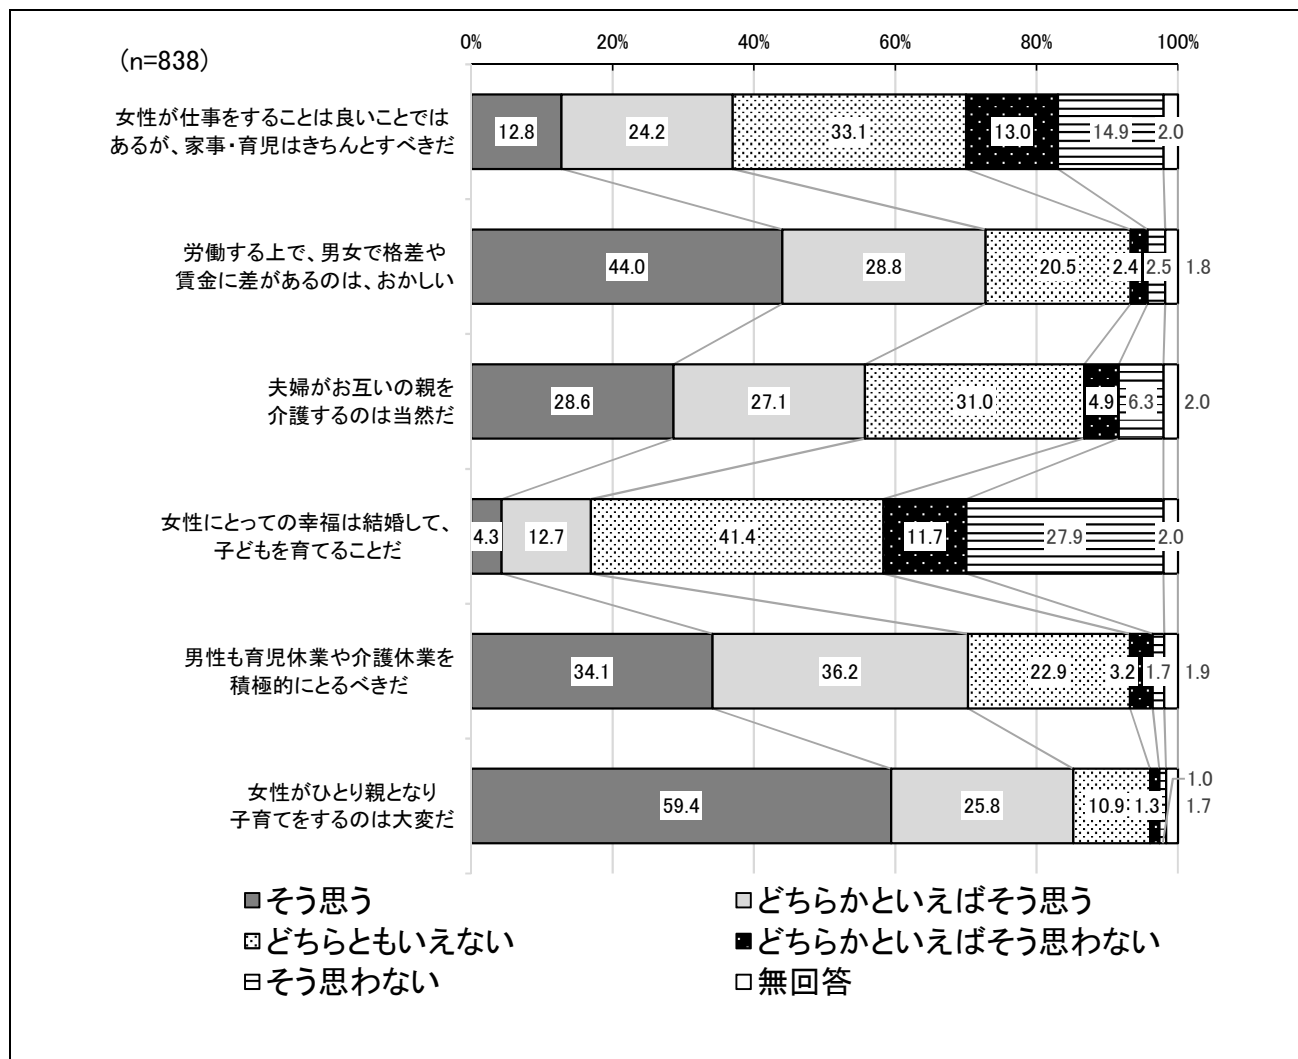 0%
20%
40%
60%
80%
100%
(n=838)
女性が仕事をすることは良いことでは
あるが、家事・育児はきちんとすべきだ
12.8
24.2
33.1
13.0
14.9
2.0
労働する上で、男女で格差や
賃金に差があるのは、おかしい
44.0
28.8
20.5
2.4
2.5
1.8
夫婦がお互いの親を
介護するのは当然だ
28.6
27.1
31.0
4.9
6.3
2.0
女性にとっての幸福は結婚して、
子どもを育てることだ
4.3
12.7
41.4
11.7
27.9
2.0
男性も育児休業や介護休業を
積極的にとるべきだ
34.1
36.2
22.9
3.2
1.7
1.9
女性がひとり親となり
子育てをするのは大変だ
59.4
25.8
10.9
1.3
1.0
1.7
そう思う
どちらかといえばそう思う
どちらともいえない
どちらかといえばそう思わない
そう思わない
無回答